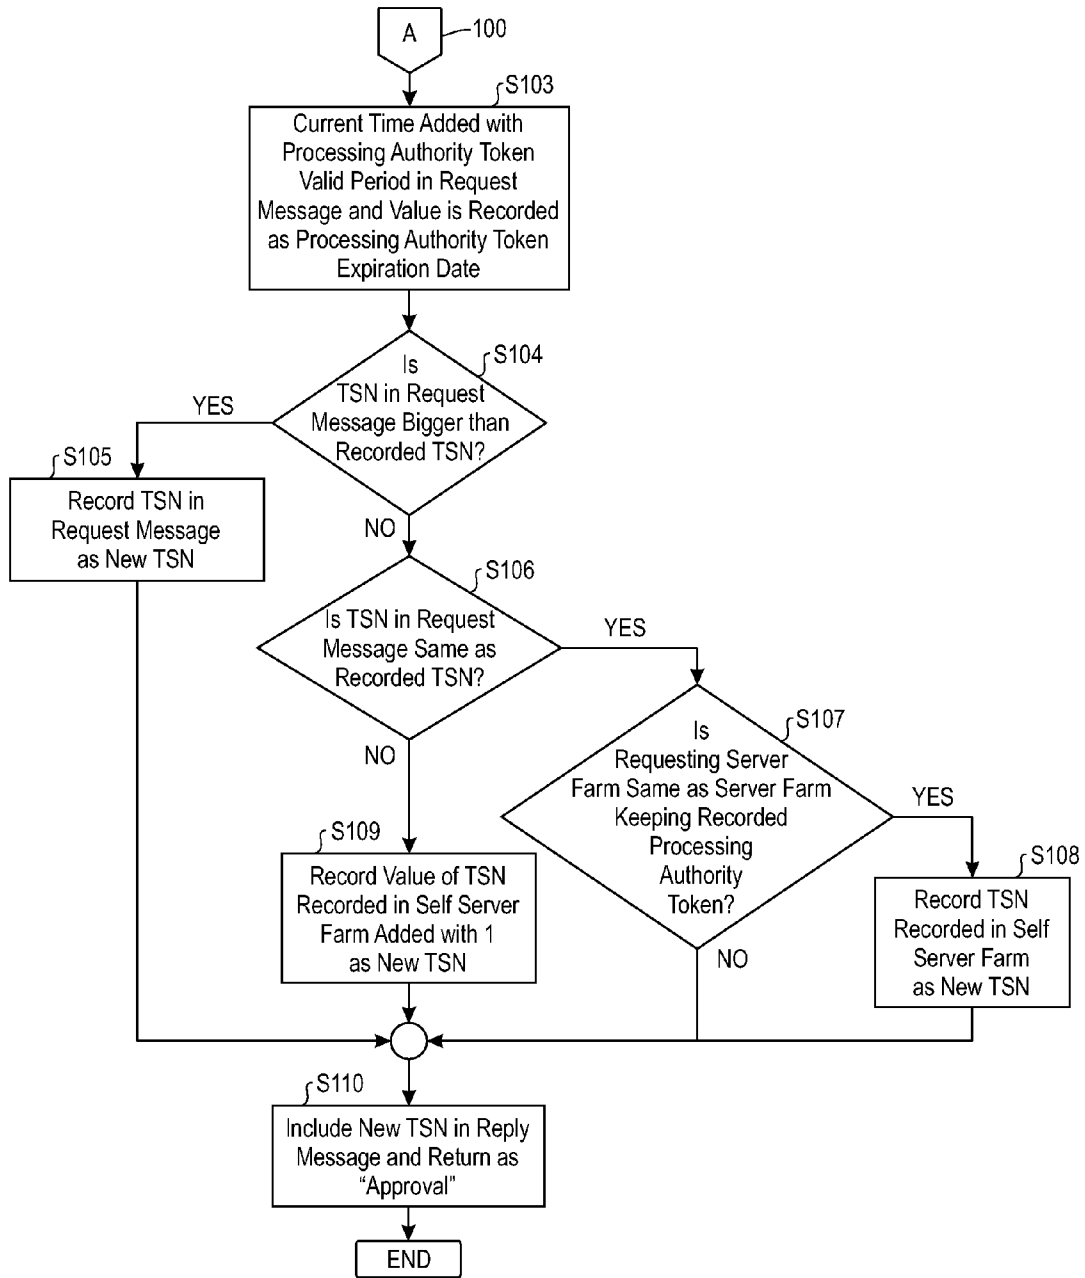 A
100
S103
Current Time Added with
Processing Authority Token
Valid Period in Request
Message and Value is Recorded
as Processing Authority Token
Expiration Date
S104
Is
TSN in Request
Message Bigger than
Recorded TSN?
YES
NO
S105
Record TSN in
Request Message
as New TSN
S106
Is TSN in Request
Message Same as
Recorded TSN?
YES
NO
S107
Is
Requesting Server
Farm Same as Server Farm
Keeping Recorded
Processing
Authority
Token?
YES
NO
S108
Record TSN
Recorded in Self
Server Farm
as New TSN
S109
Record Value of TSN
Recorded in Self Server
Farm Added with 1
as New TSN
S110
Include New TSN in Reply
Message and Return as
“Approval”
END